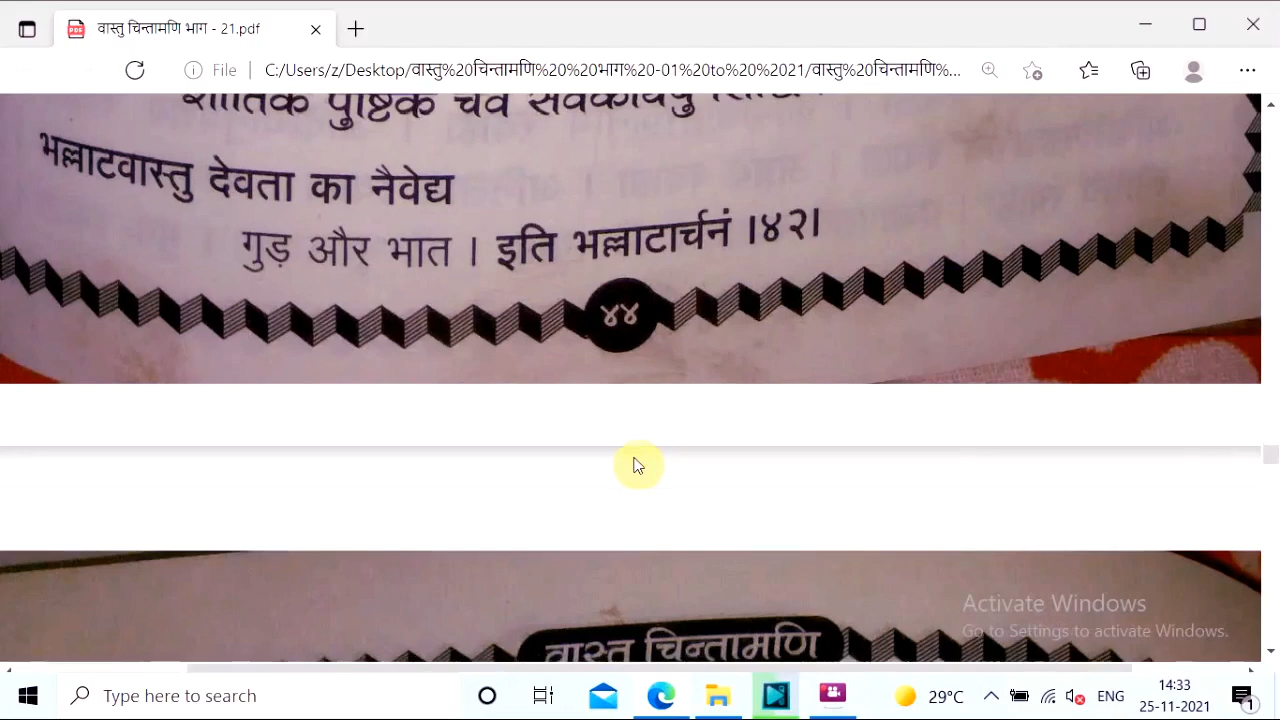 वास्तु चिन्तामणि भाग - 21.pdf
File
C:/Users/z/Desktop/वास्तु%20चिन्तामणि%20%20भाग%20-01%20to%20%2021/वास्तु%20चिन्तामणि%...
पुष्टिकं चैव
भल्लाटवास्तु देवता का नैवेद्य
गुड़ और भात । इति भल्लाटार्चनं ।४२।
४४
वास्तु चिन्तामणि
Activate Windows
Go to Settings to activate Windows.
Type here to search
29°C
ENG
14:33
25-11-2021
1